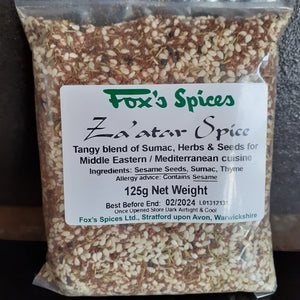 Fox's Spices
Za'atar Spice
Tangy blend of Sumac, Herbs & Seeds for
Middle Eastern / Mediterranean cuisine
Ingredients: Sesame Seeds, Sumac, Thyme
Allergy advice: Contains Sesame
125g Net Weight
Best Before End: 02/2024 L01312131
Once Opened Store Dark Airtight & Cool
Fox's Spices Ltd., Stratford upon Avon, Warwickshire